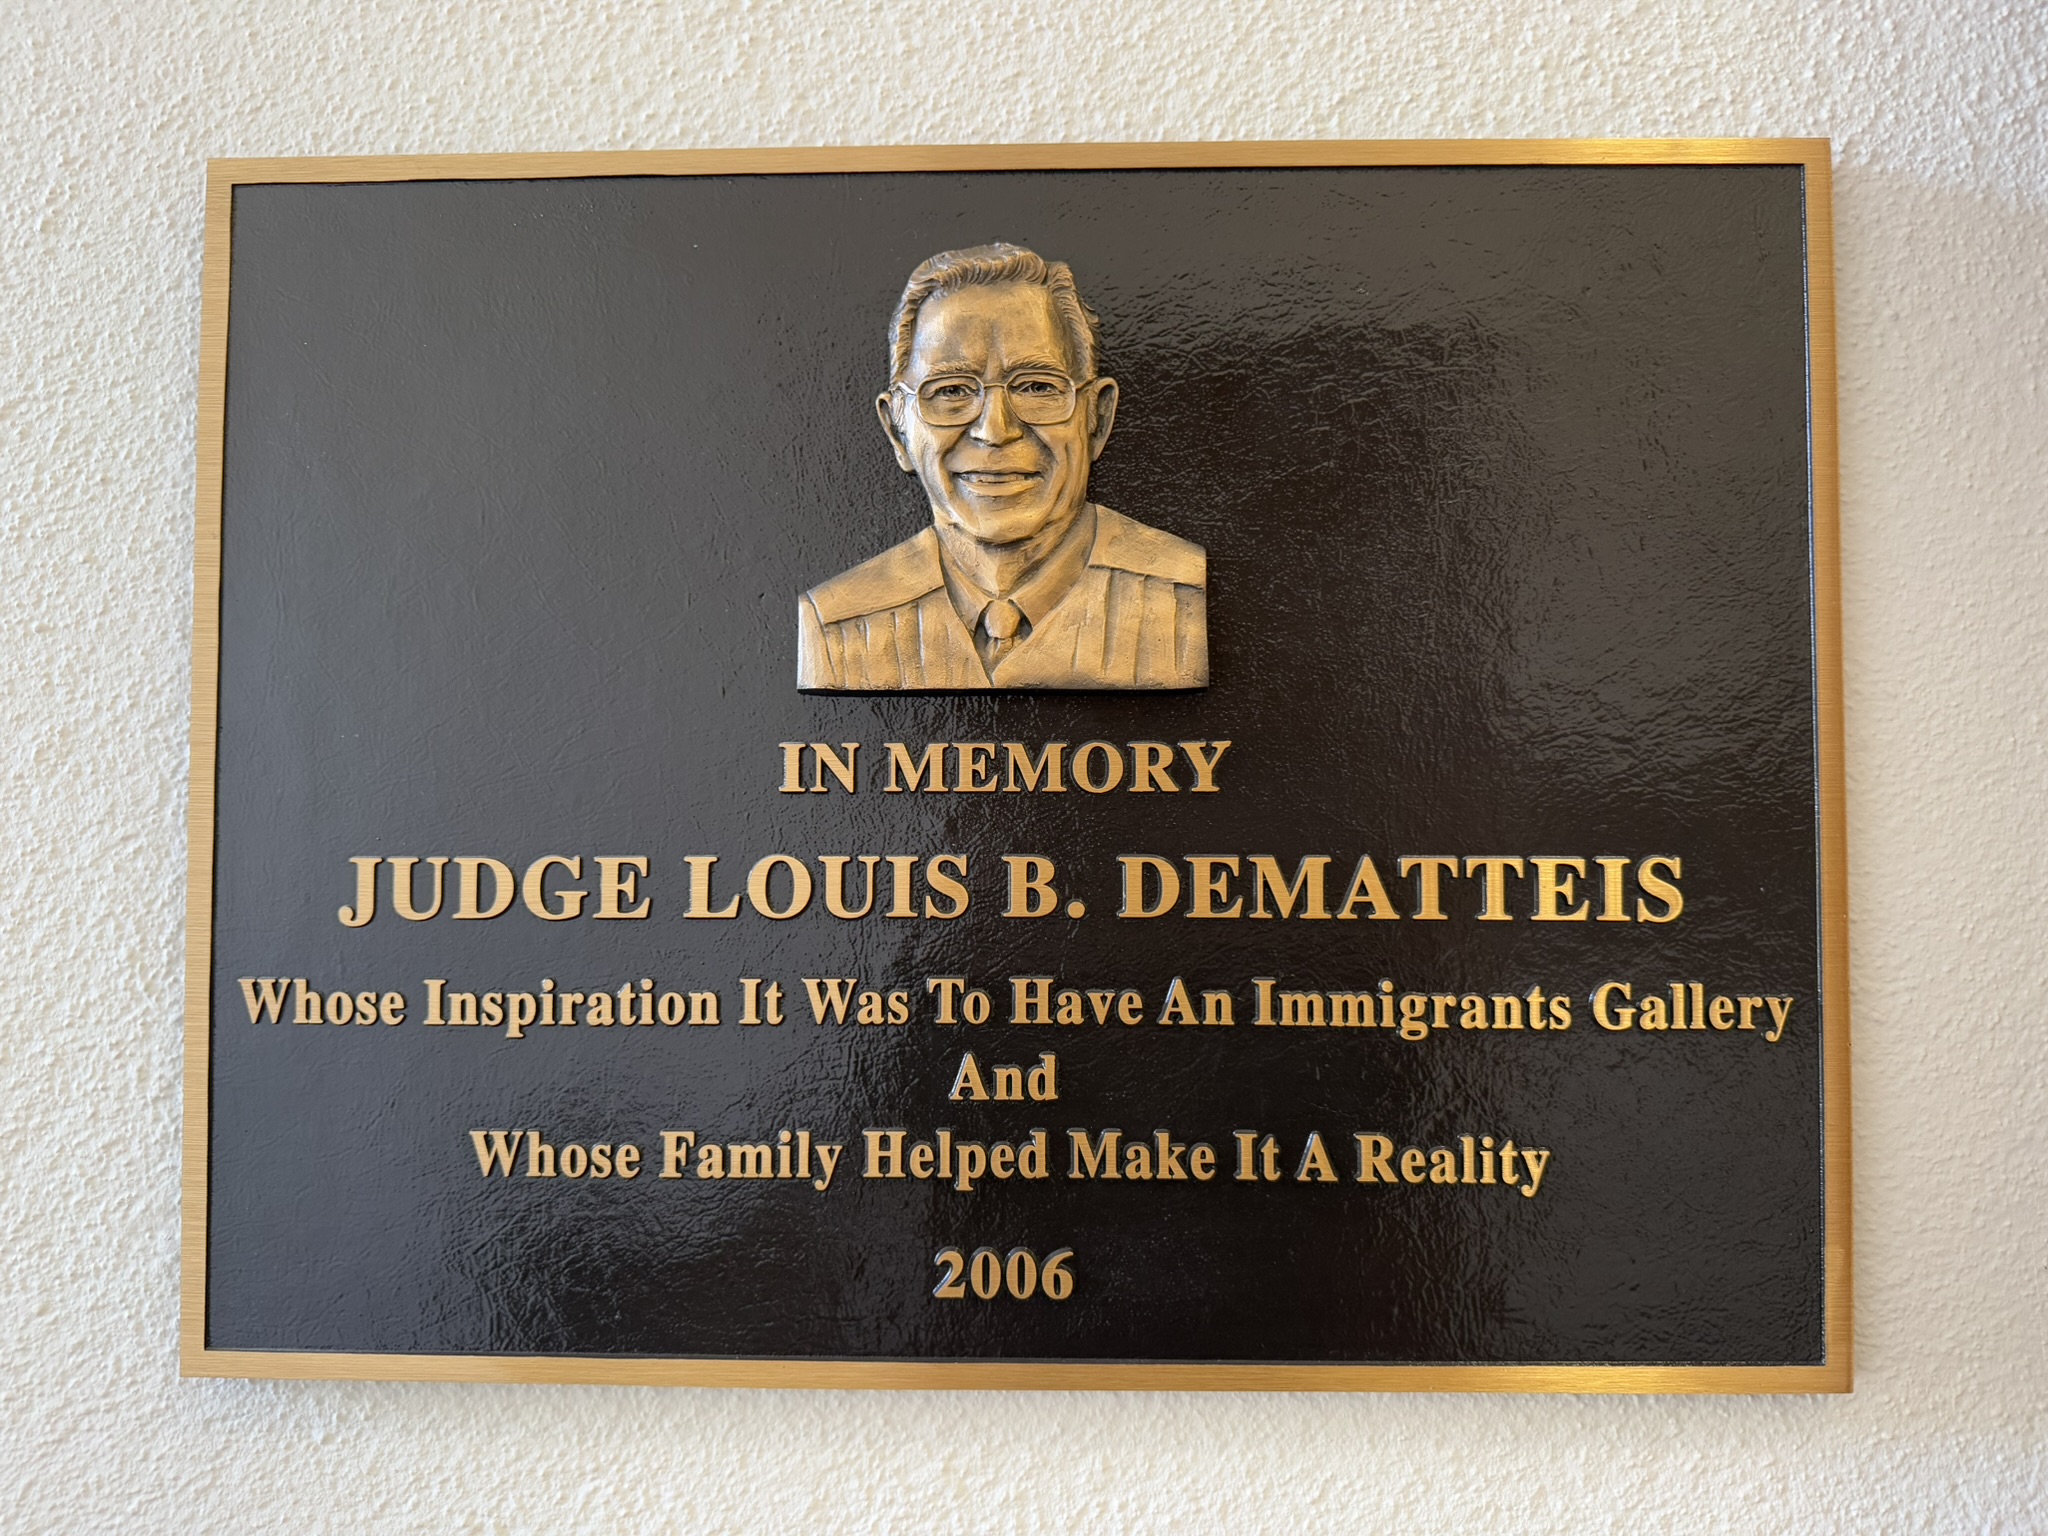 IN MEMORY
JUDGE LOUIS B. DEMATTEIS
Whose Inspiration It Was To Have An Immigrants Gallery
And
Whose Family Helped Make It A Reality
2006